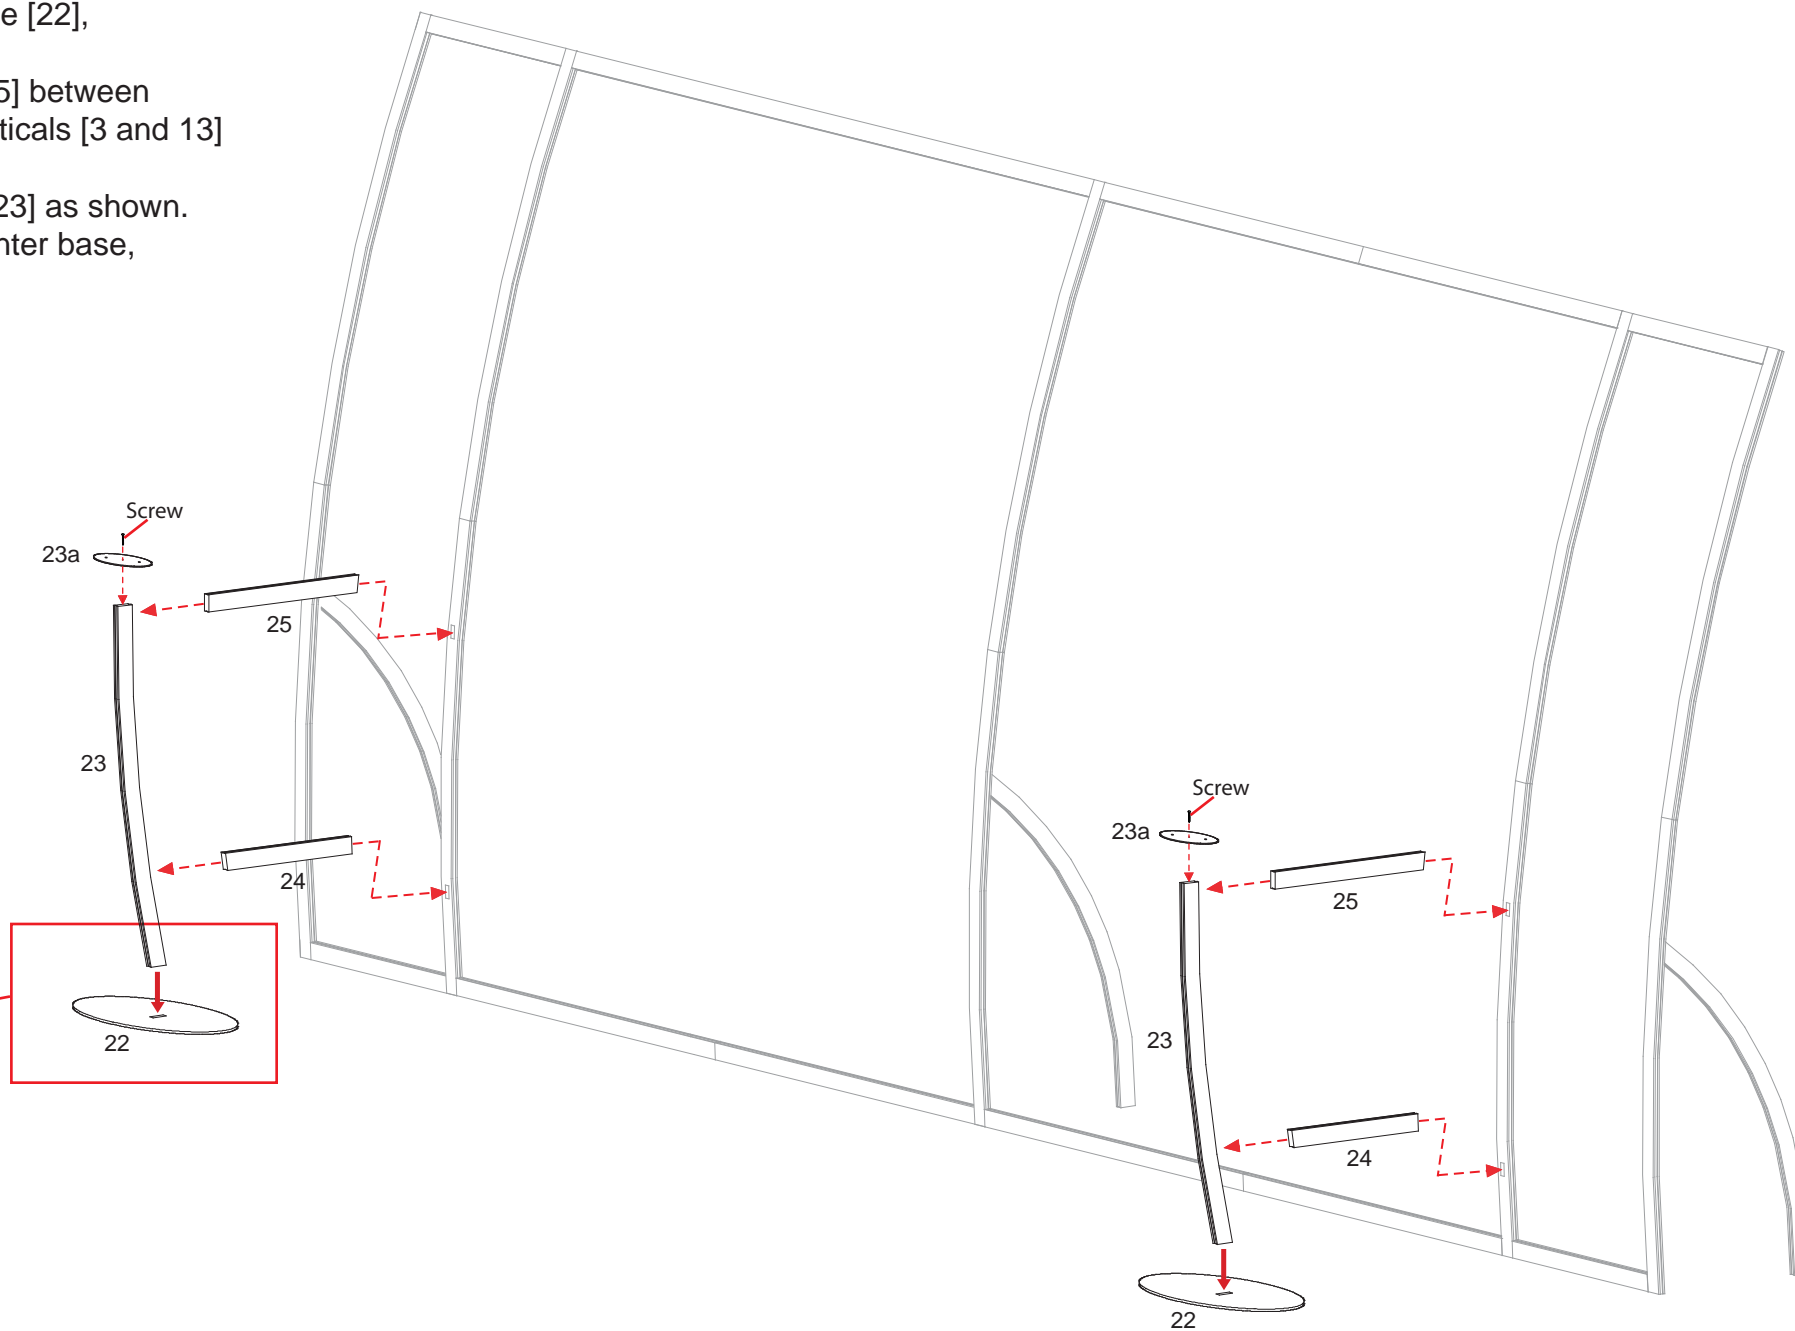 e [22],
5] between
ticals [3 and 13]
23] as shown.
nter base,
Screw
23a
25
23
24
22
Screw
23a
25
23
24
22